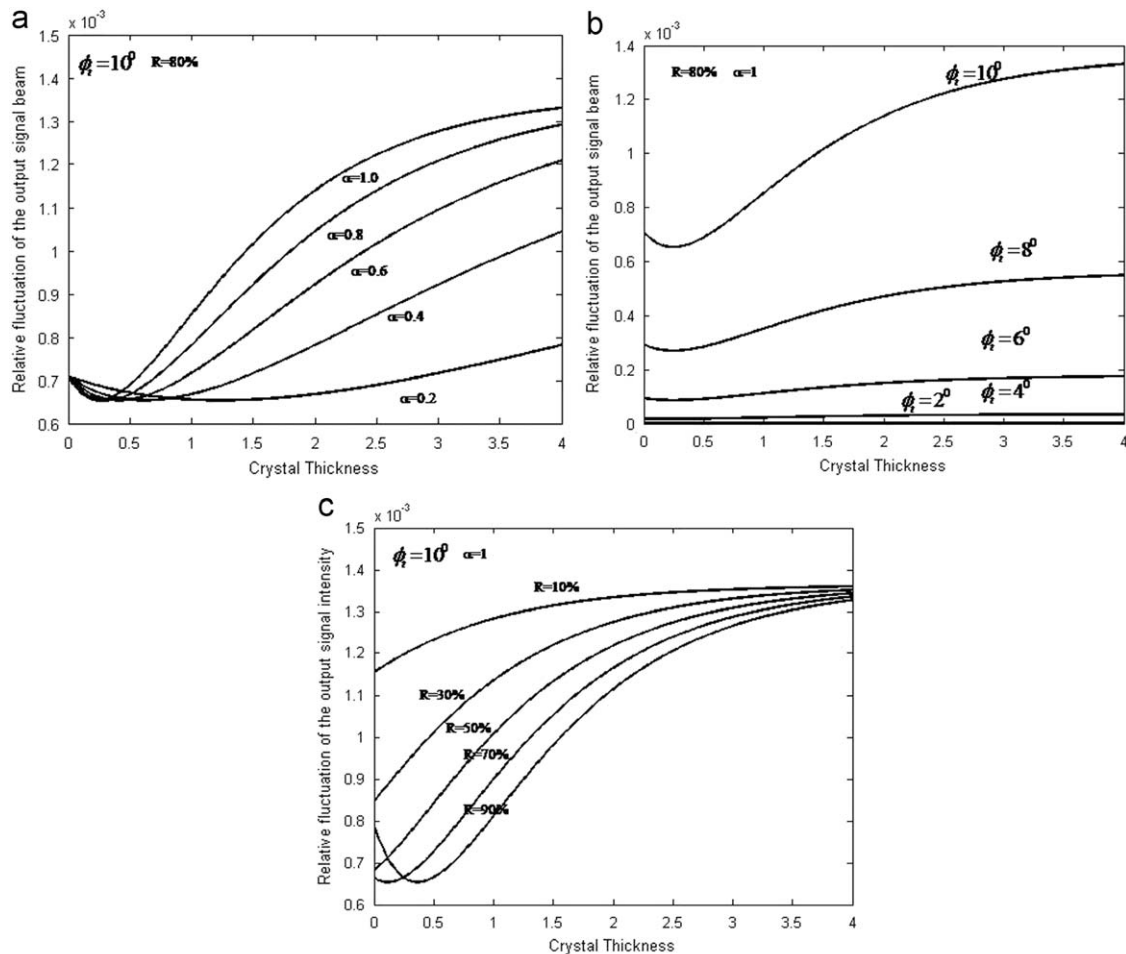 a
x 10-3
ϕt=10⁰ R=80%
1.5
1.4
1.3
1.2
1.1
1
0.9
0.8
0.7
0.6
Relative fluctuation of the output signal beam
α=1.0
α=0.8
α=0.6
α=0.4
α=0.2
0 0.5 1 1.5 2 2.5 3 3.5 4
Crystal Thickness
b
x 10-3
R=80% α=1
1.4
1.2
1
0.8
0.6
0.4
0.2
0
Relative fluctuation of the output signal beam
ϕt=10⁰
ϕt=8⁰
ϕt=6⁰
ϕt=4⁰
ϕt=2⁰
0 0.5 1 1.5 2 2.5 3 3.5 4
Crystal Thickness
c
x 10-3
ϕt=10⁰ α=1
1.5
1.4
1.3
1.2
1.1
1
0.9
0.8
0.7
0.6
Relative fluctuation of the output signal intensity
R=10%
R=30%
R=50%
R=70%
R=90%
0 0.5 1 1.5 2 2.5 3 3.5 4
Crystal Thickness